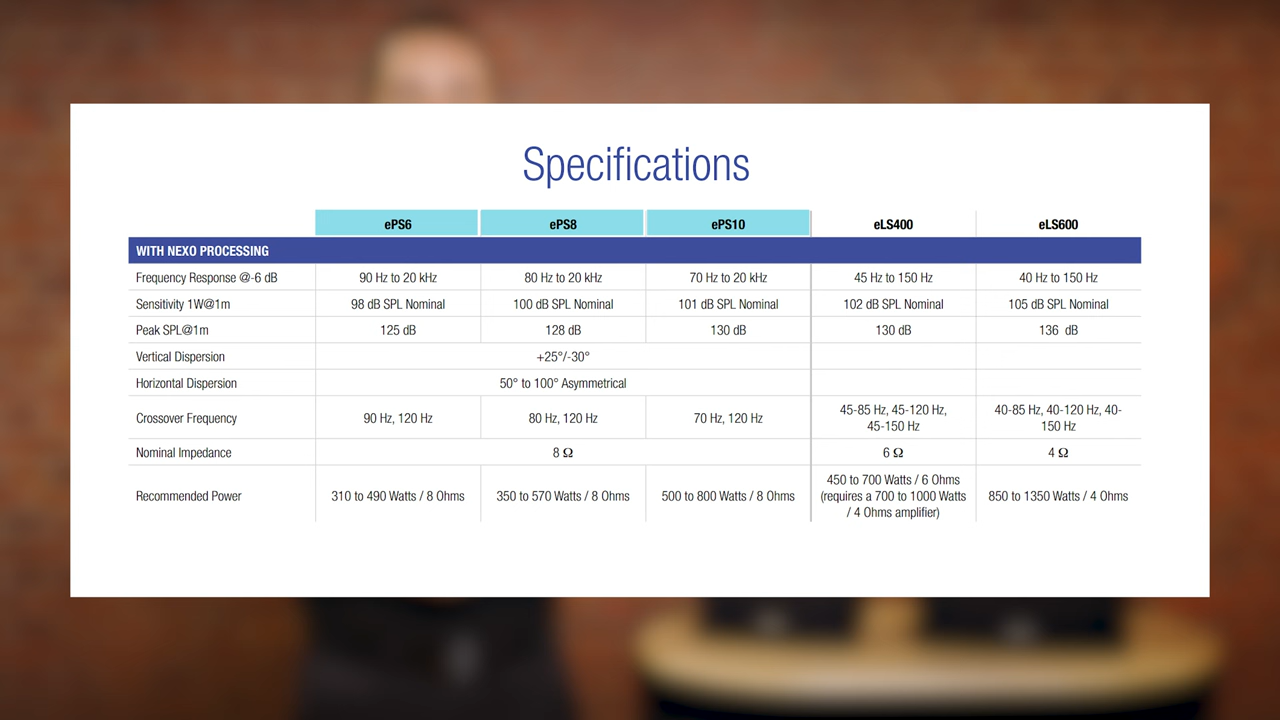 Specifications
ePS6 ePS8 ePS10 eLS400 eLS600
WITH NEXO PROCESSING
Frequency Response @-6 dB 90 Hz to 20 kHz 80 Hz to 20 kHz 70 Hz to 20 kHz 45 Hz to 150 Hz 40 Hz to 150 Hz
Sensitivity 1W@1m 98 dB SPL Nominal 100 dB SPL Nominal 101 dB SPL Nominal 102 dB SPL Nominal 105 dB SPL Nominal
Peak SPL@1m 125 dB 128 dB 130 dB 130 dB 136 dB
Vertical Dispersion +25°/-30°
Horizontal Dispersion 50° to 100° Asymmetrical
Crossover Frequency 90 Hz, 120 Hz 80 Hz, 120 Hz 70 Hz, 120 Hz 45-85 Hz, 45-120 Hz, 40-85 Hz, 40-120 Hz, 40-
45-150 Hz 150 Hz
Nominal Impedance 8 Ω 6 Ω 4 Ω
Recommended Power 310 to 490 Watts / 8 Ohms 350 to 570 Watts / 8 Ohms 500 to 800 Watts / 8 Ohms 450 to 700 Watts / 6 Ohms 850 to 1350 Watts / 4 Ohms
(requires a 700 to 1000 Watts
/ 4 Ohms amplifier)